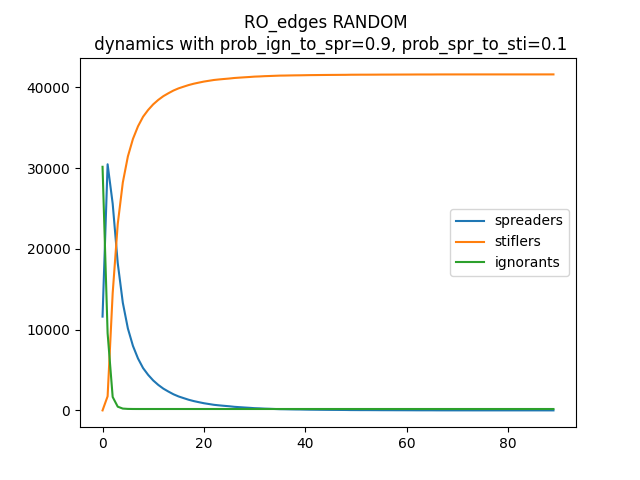 RO_edges RANDOM
dynamics with prob_ign_to_spr=0.9, prob_spr_to_sti=0.1
40000
30000
20000
10000
0
spreaders
stiflers
ignorants
0 20 40 60 80